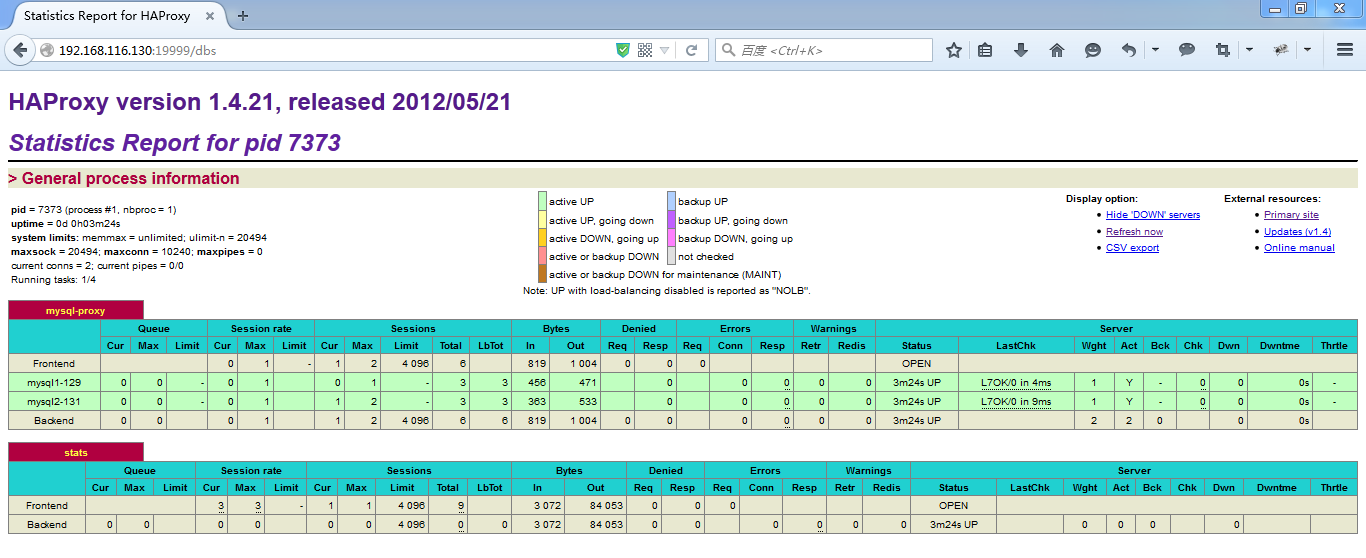 Statistics Report for HAProxy
192.168.116.130:19999/dbs
百度 <Ctrl+K>
HAProxy version 1.4.21, released 2012/05/21
Statistics Report for pid 7373
> General process information
pid = 7373 (process #1, nbproc = 1)
uptime = 0d 0h03m24s
system limits: memmax = unlimited; ulimit-n = 20494
maxsock = 20494; maxconn = 10240; maxpipes = 0
current conns = 2; current pipes = 0/0
Running tasks: 1/4
active UP backup UP
active UP, going down backup UP, going down
active DOWN, going up backup DOWN, going up
active or backup DOWN not checked
active or backup DOWN for maintenance (MAINT)
Note: UP with load-balancing disabled is reported as "NOLB".
Display option:
Hide 'DOWN' servers
Refresh now
CSV export
External resources:
Primary site
Updates (v1.4)
Online manual
mysql-proxy
Queue Session rate Sessions Bytes Denied Errors Warnings Server
Cur Max Limit Cur Max Limit Cur Max Limit Total LbTot In Out Req Resp Req Conn Resp Retr Redis Status LastChk Wght Act Bck Chk Dwn Dwntme Thrtle
Frontend 0 1 - 1 2 4 096 6 819 1 004 0 0 0 OPEN
mysql1-129 0 0 - 0 1 0 1 - 3 3 456 471 0 0 0 0 0 3m24s UP L7OK/0 in 4ms 1 Y - 0 0 0s -
mysql2-131 0 0 - 0 1 1 2 - 3 3 363 533 0 0 0 0 0 3m24s UP L7OK/0 in 9ms 1 Y - 0 0 0s -
Backend 0 0 0 1 1 2 4 096 6 6 819 1 004 0 0 0 0 0 0 3m24s UP 2 2 0 0 0s
stats
Queue Session rate Sessions Bytes Denied Errors Warnings Server
Cur Max Limit Cur Max Limit Cur Max Limit Total LbTot In Out Req Resp Req Conn Resp Retr Redis Status LastChk Wght Act Bck Chk Dwn Dwntme Thrtle
Frontend 3 3 - 1 1 4 096 9 3 072 84 053 0 0 0 OPEN
Backend 0 0 0 0 0 0 4 096 0 0 3 072 84 053 0 0 0 0 0 0 3m24s UP 0 0 0 0